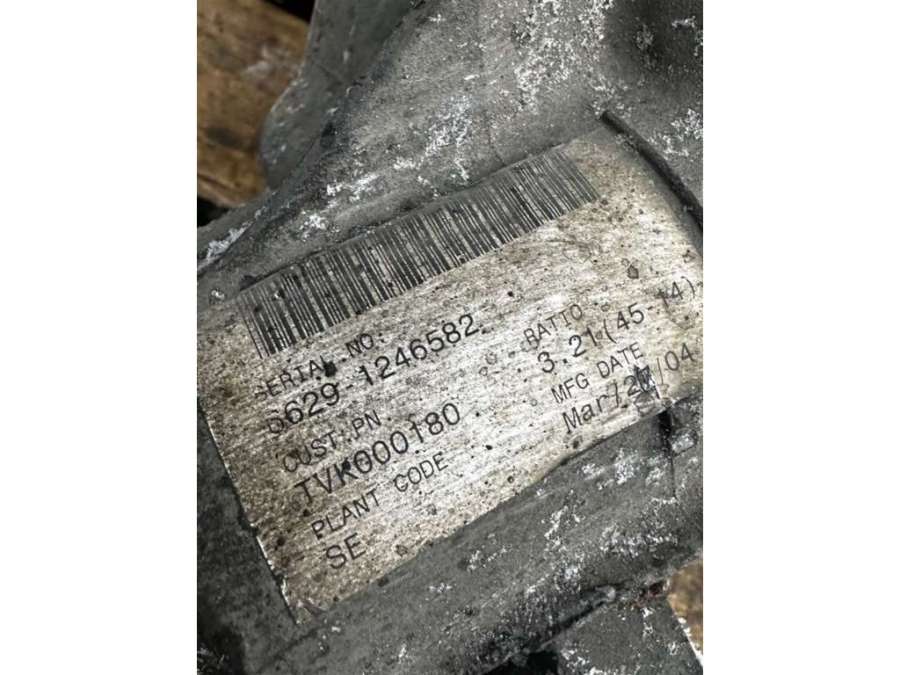 SERIAL NO:
5629-1246582
RATIO
3.21(45-14)
CUST. PN
TVK000180
MFG DATE
PLANT CODE
SE